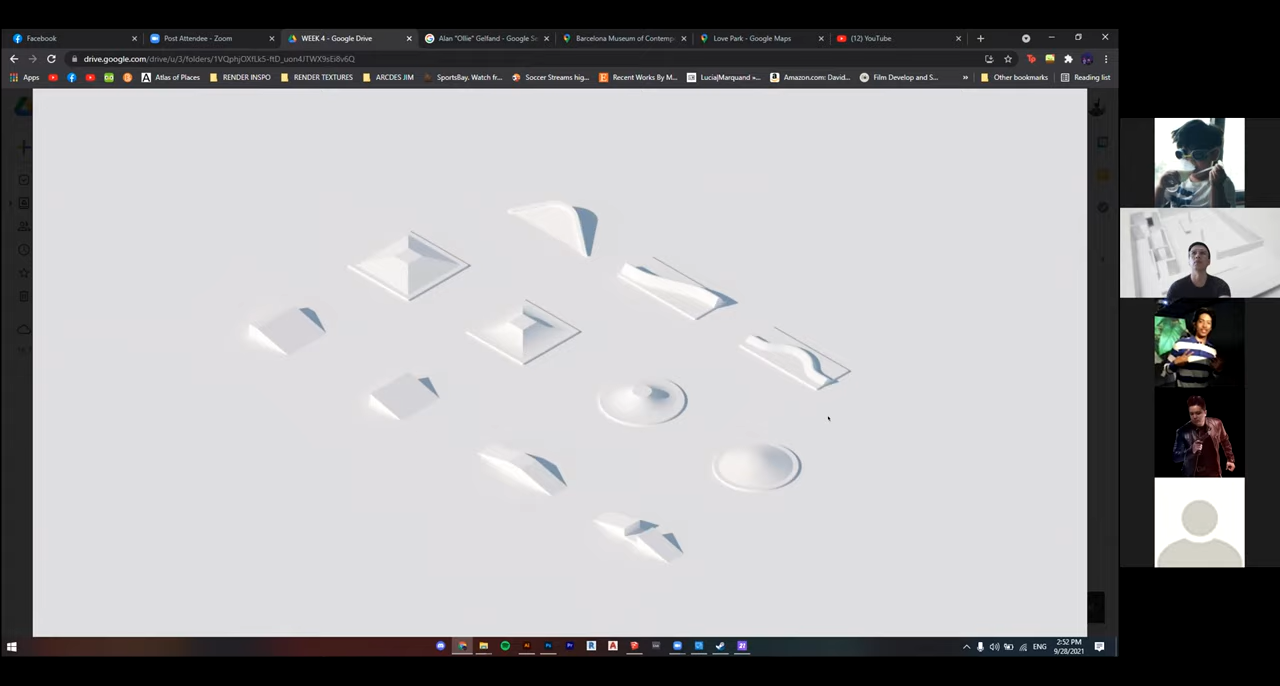 Facebook
Post Attendee - Zoom
WEEK 4 - Google Drive
Alan "Ollie" Gelfand - Google Se
Barcelona Museum of Contemp
Love Park - Google Maps
(12) YouTube
drive.google.com/drive/u/3/folders/1VQphjOXfLk5-ftD_uon4JTWX9sEi8v6Q
Apps
Atlas of Places
RENDER INSPO
RENDER TEXTURES
ARCDES JIM
SportsBay. Watch fr...
Soccer Streams hig...
Recent Works By M...
Lucia|Marquand »...
Amazon.com: David...
Film Develop and S...
»
Other bookmarks
Reading list
ENG
2:52 PM
9/28/2021